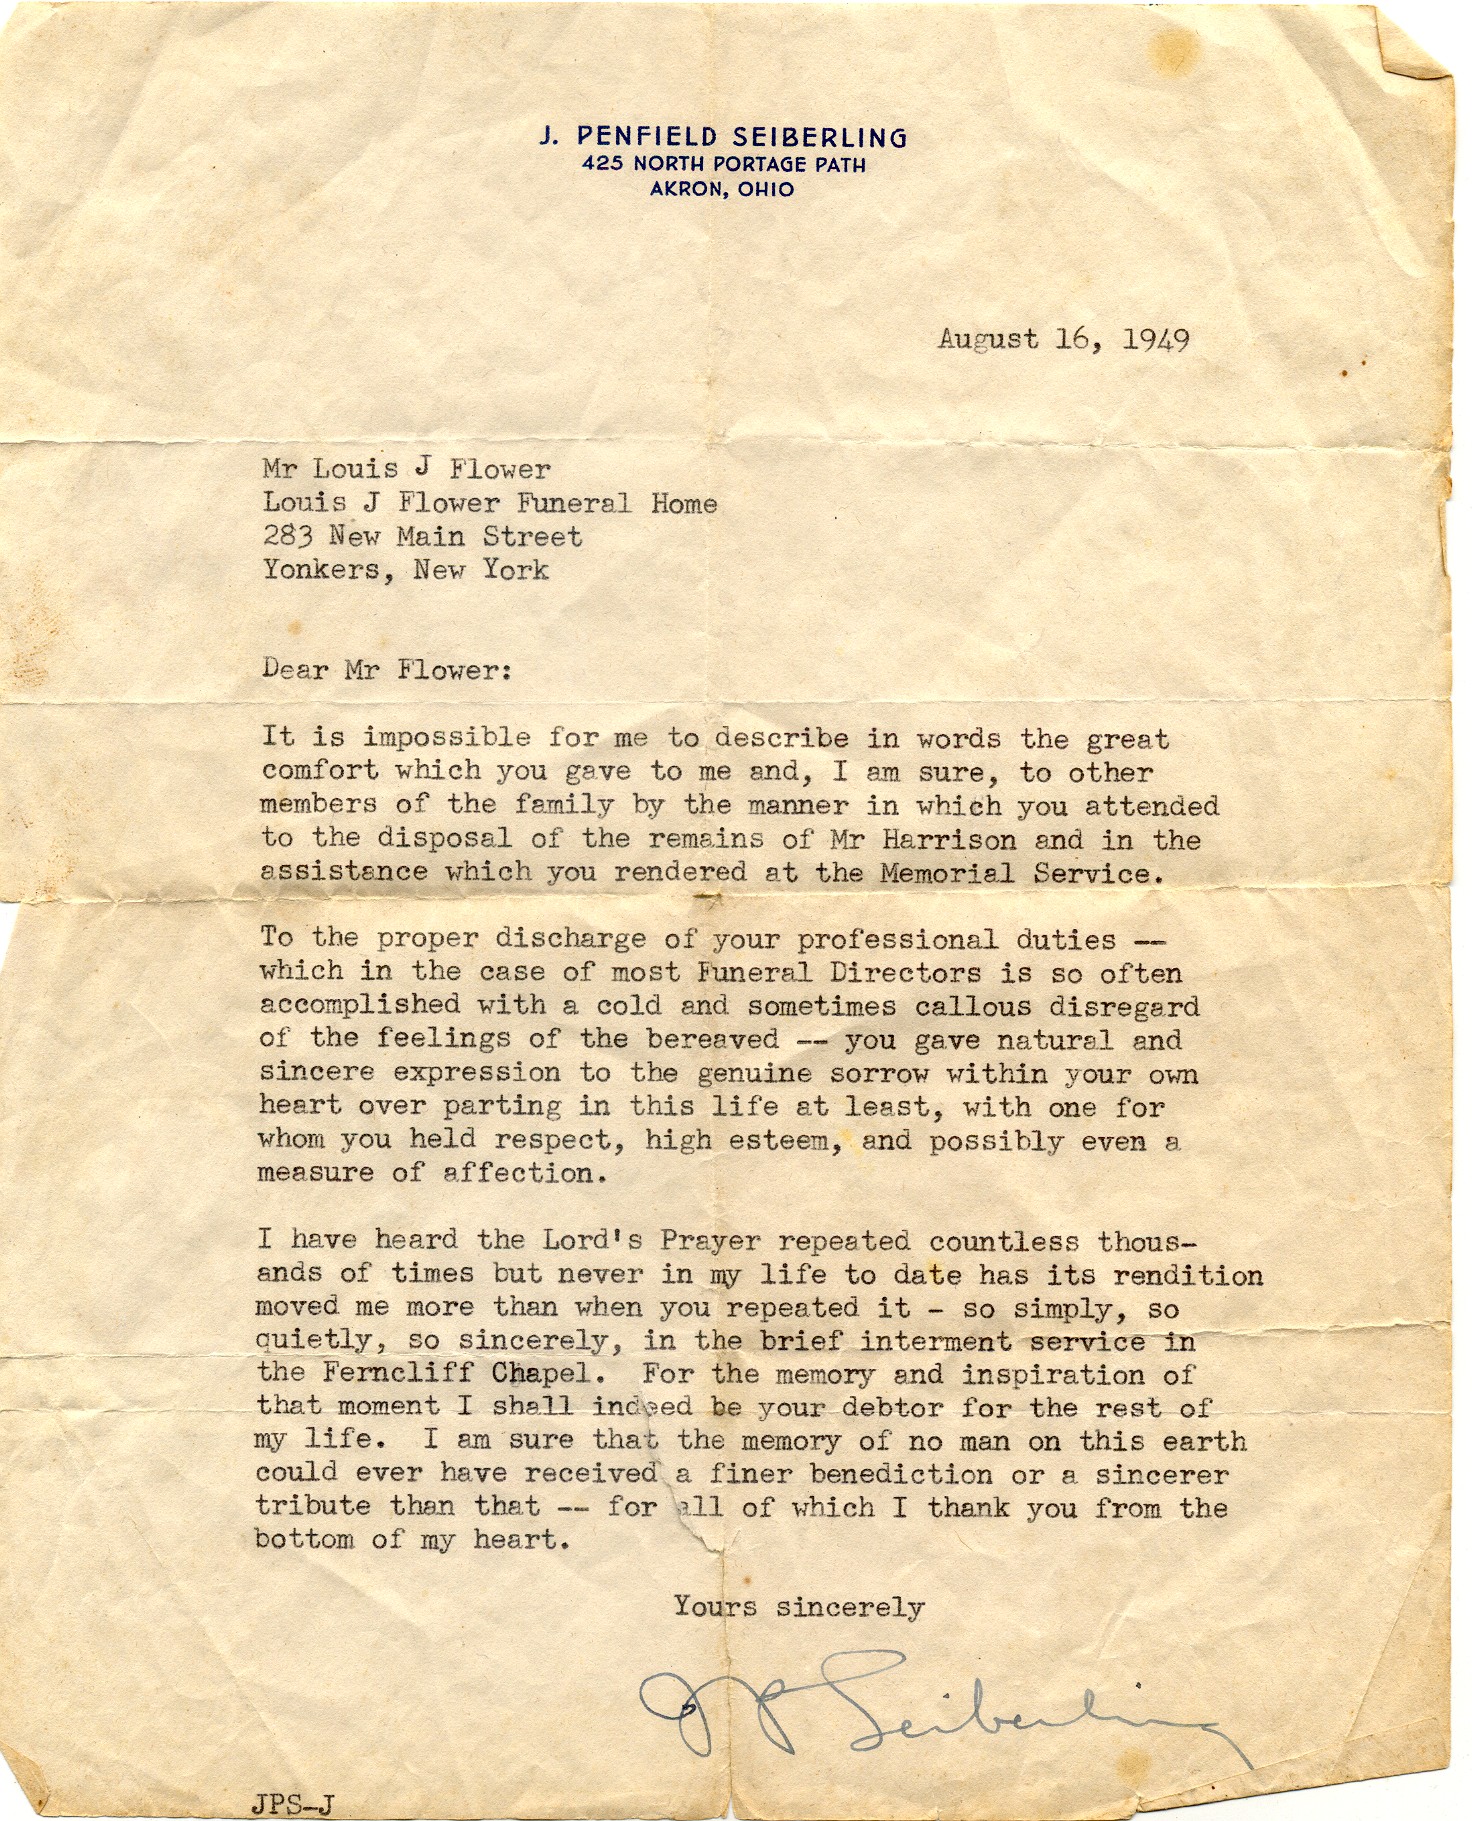 J. PENFIELD SEIBERLING
425 NORTH PORTAGE PATH
AKRON, OHIO
August 16, 1949
Mr Louis J Flower
Louis J Flower Funeral Home
283 New Main Street
Yonkers, New York
Dear Mr Flower:
It is impossible for me to describe in words the great
comfort which you gave to me and, I am sure, to other
members of the family by the manner in which you attended
to the disposal of the remains of Mr Harrison and in the
assistance which you rendered at the Memorial Service.
To the proper discharge of your professional duties --
which in the case of most Funeral Directors is so often
accomplished with a cold and sometimes callous disregard
of the feelings of the bereaved -- you gave natural and
sincere expression to the genuine sorrow within your own
heart over parting in this life at least, with one for
whom you held respect, high esteem, and possibly even a
measure of affection.
I have heard the Lord's Prayer repeated countless thous-
ands of times but never in my life to date has its rendition
moved me more than when you repeated it - so simply, so
quietly, so sincerely, in the brief interment service in
the Ferncliff Chapel.  For the memory and inspiration of
that moment I shall indeed be your debtor for the rest of
my life.  I am sure that the memory of no man on this earth
could ever have received a finer benediction or a sincerer
tribute than that -- for all of which I thank you from the
bottom of my heart.
Yours sincerely
JP Seiberling
JPS-J